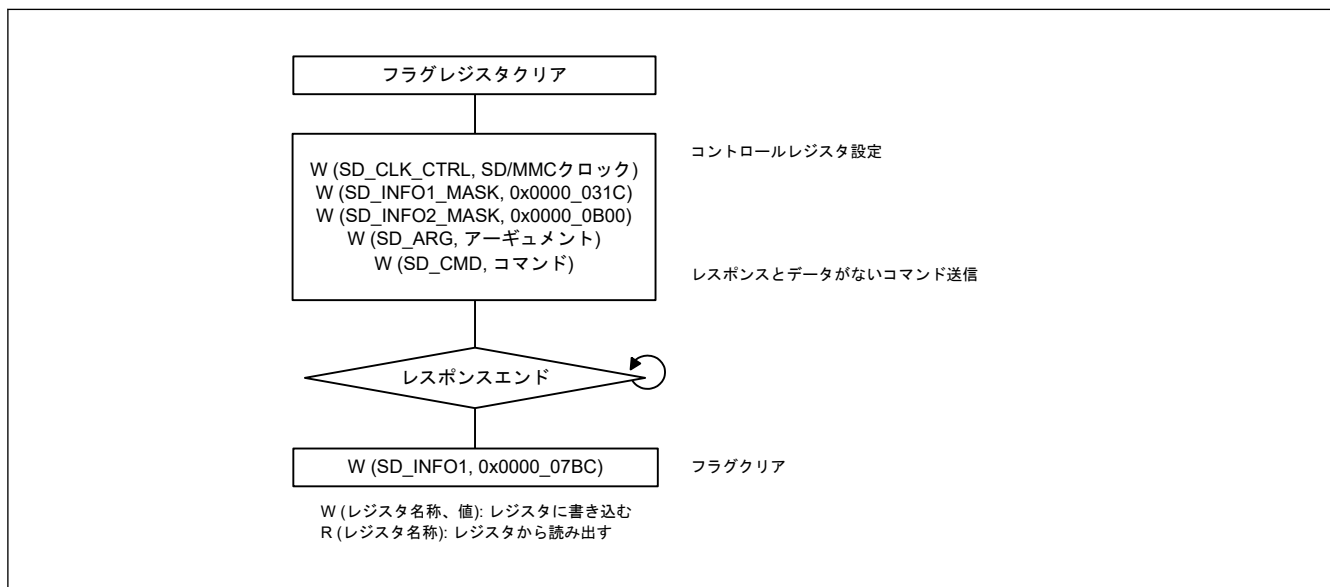 フラグレジスタクリア
W (SD_CLK_CTRL, SD/MMCクロック)
W (SD_INFO1_MASK, 0x0000_031C)
W (SD_INFO2_MASK, 0x0000_0B00)
W (SD_ARG, アーギュメント)
W (SD_CMD, コマンド)
コントロールレジスタ設定
レスポンスとデータがないコマンド送信
レスポンスエンド
W (SD_INFO1, 0x0000_07BC)
フラグクリア
W (レジスタ名称、値): レジスタに書き込む
R (レジスタ名称): レジスタから読み出す